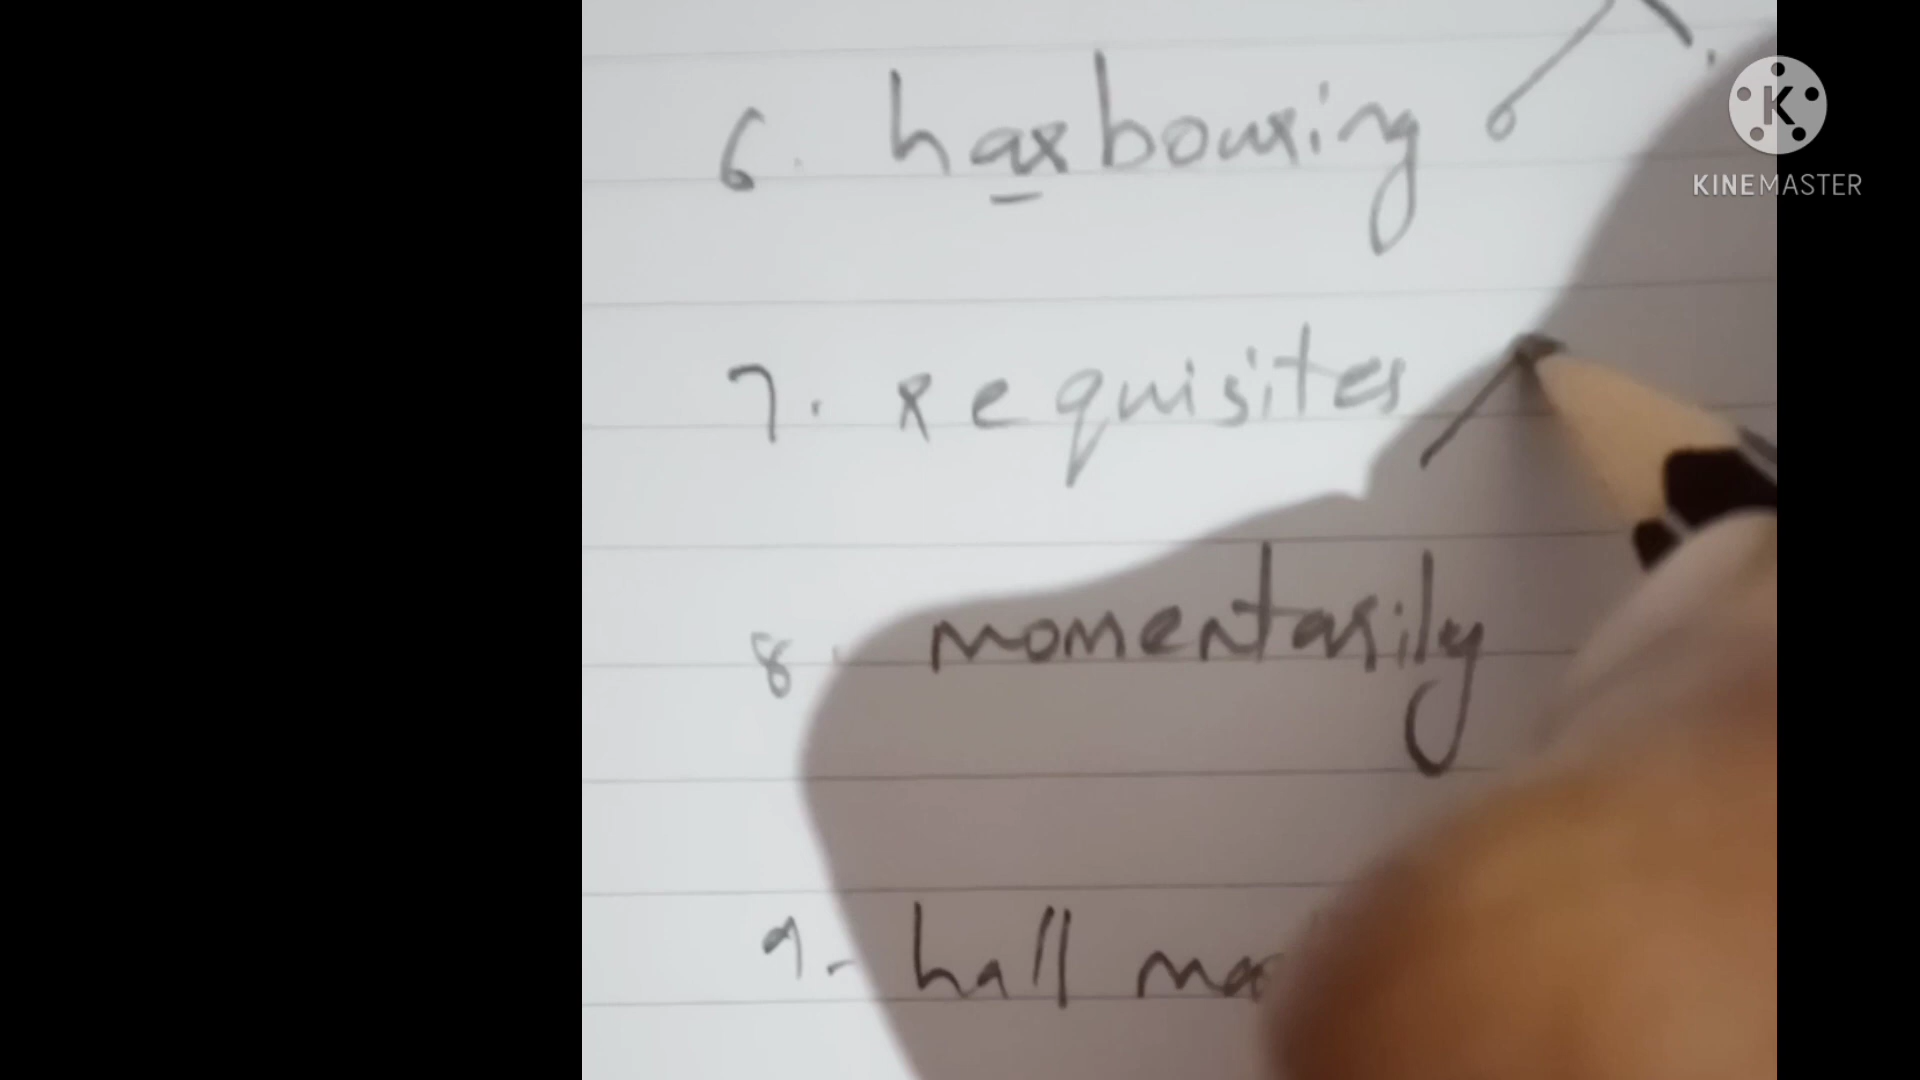 6. harbouring
7. requisites
8. momentarily
9. hall
K
KINEMASTER